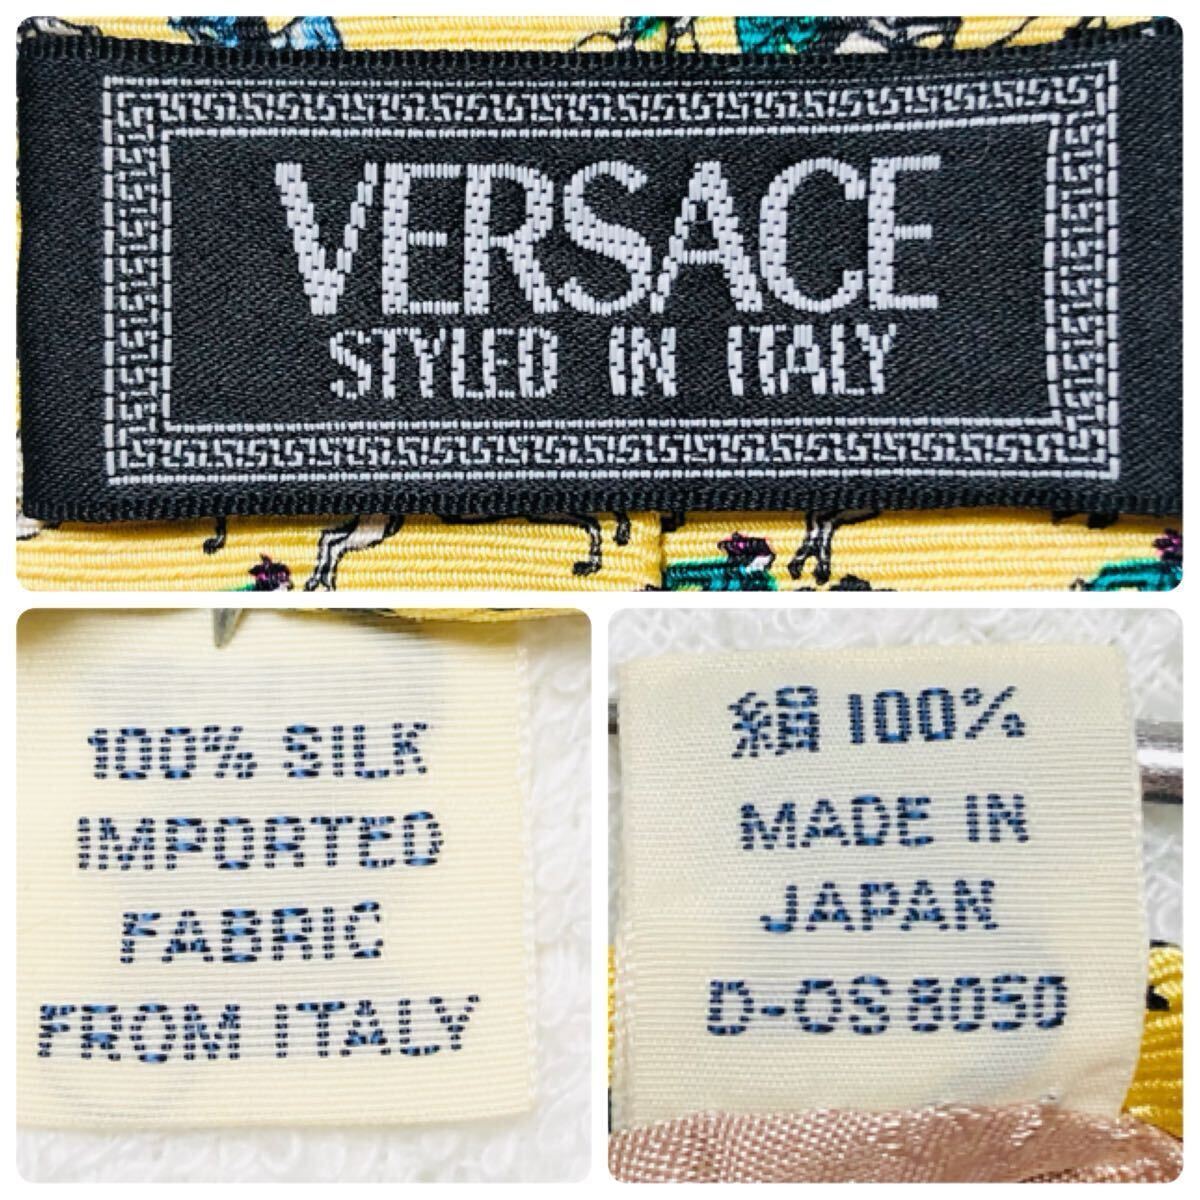 VERSACE
STYLED IN ITALY
100% SILK
IMPORTED
FABRIC
FROM ITALY
絹 100%
MADE IN
JAPAN
D-OS 8050